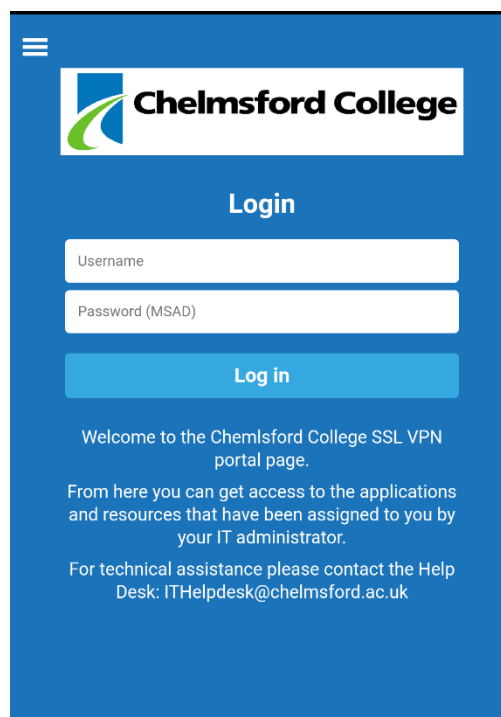 Chelmsford College
Login
Username
Password (MSAD)
Log in
Welcome to the Chemlsford College SSL VPN
portal page.
From here you can get access to the applications
and resources that have been assigned to you by
your IT administrator.
For technical assistance please contact the Help
Desk: ITHelpdesk@chelmsford.ac.uk